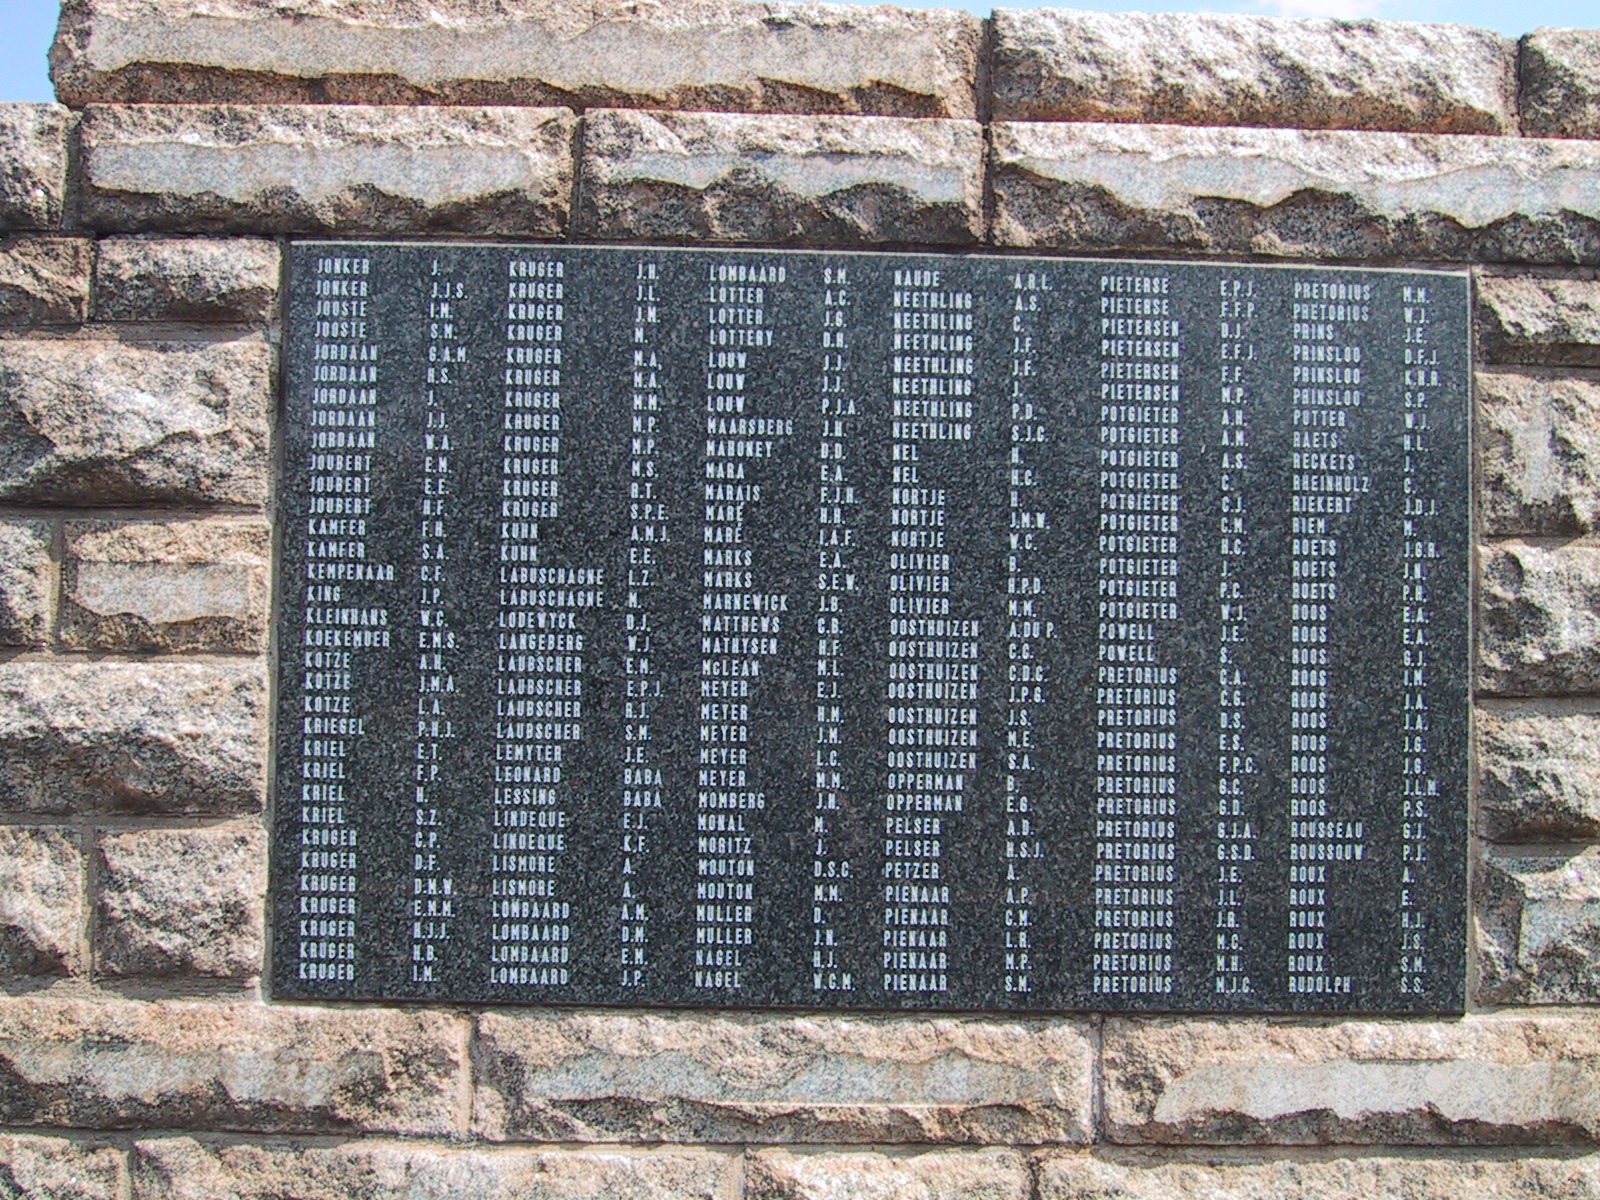 JONKER J.
JONKER J.J.S.
JOOSTE I.M.
JOOSTE S.M.
JORDAAN G.A.M.
JORDAAN H.S.
JORDAAN J.
JORDAAN J.J.
JORDAAN W.A.
JOUBERT E.M.
JOUBERT E.E.
JOUBERT H.F.
KAMFER F.H.
KAMFER S.A.
KEMPENAAR C.F.
KING J.P.
KLEINHANS W.C.
KOEKEMOER E.M.S.
KOTZE A.H.
KOTZE J.M.A.
KOTZE L.A.
KRIEGEL P.H.J.
KRIEL E.T.
KRIEL F.P.
KRIEL H.
KRIEL S.Z.
KRUGER C.P.
KRUGER D.F.
KRUGER D.M.W.
KRUGER E.M.M.
KRUGER H.J.J.
KRUGER H.B.
KRUGER I.M.
KRUGER J.H.
KRUGER J.L.
KRUGER J.M.
KRUGER M.
KRUGER M.A.
KRUGER M.A.
KRUGER M.M.
KRUGER M.P.
KRUGER M.P.
KRUGER M.S.
KRUGER R.T.
KRUGER S.P.E.
KUHN A.M.J.
KUHN E.E.
LABUSCHAGNE L.Z.
LABUSCHAGNE M.
LODEWYCK D.J.
LANGEBERG W.J.
LAUBSCHER E.M.
LAUBSCHER E.P.J.
LAUBSCHER R.J.
LAUBSCHER S.M.
LEMYTER J.E.
LEONARD BABA
LESSING BABA
LINDEQUE E.J.
LINDEQUE K.F.
LISMORE A.
LISMORE A.
LOMBAARD A.M.
LOMBAARD D.M.
LOMBAARD E.M.
LOMBAARD J.P.
LOMBAARD S.M.
LOTTER A.C.
LOTTER J.G.
LOTTERY D.H.
LOUW J.J.
LOUW J.J.
LOUW P.J.A.
MAARSBERG J.H.
MAHONEY D.D.
MARA E.A.
MARAIS F.J.H.
MARÉ H.H.
MARÉ I.A.F.
MARKS E.A.
MARKS S.E.W.
MARNEWICK J.B.
MATTHEWS C.B.
MATHYSEN H.F.
MCLEAN M.L.
MEYER E.J.
MEYER H.M.
MEYER J.M.
MEYER L.C.
MEYER M.M.
MOMBERG J.H.
MONAL M.
MORITZ J.
MOUTON D.S.C.
MOUTON M.M.
MULLER D.
MULLER J.N.
NAGEL H.J.
NAGEL W.C.M.
NAUDE A.R.L.
NEETHLING A.S.
NEETHLING C.
NEETHLING J.F.
NEETHLING J.F.
NEETHLING J.
NEETHLING P.D.
NEETHLING S.J.C.
NEL H.
NEL H.C.
NORTJE H.
NORTJE J.M.W.
NORTJE W.C.
OLIVIER B.
OLIVIER H.P.D.
OLIVIER M.M.
OOSTHUIZEN A.DU P.
OOSTHUIZEN C.C.
OOSTHUIZEN C.D.G.
OOSTHUIZEN J.P.G.
OOSTHUIZEN J.S.
OOSTHUIZEN M.E.
OOSTHUIZEN S.A.
OPPERMAN B.
OPPERMAN E.G.
PELSER A.D.
PELSER H.S.J.
PETZER A.
PIENAAR A.P.
PIENAAR C.M.
PIENAAR L.R.
PIENAAR M.P.
PIENAAR S.M.
PIETERSE E.P.J.
PIETERSE F.F.P.
PIETERSEN D.J.
PIETERSEN E.F.J.
PIETERSEN E.F.
PIETERSEN M.P.
POTGIETER A.H.
POTGIETER A.M.
POTGIETER A.S.
POTGIETER C.
POTGIETER C.J.
POTGIETER C.M.
POTGIETER H.C.
POTGIETER J.
POTGIETER P.C.
POTGIETER W.J.
POWELL J.E.
POWELL S.
PRETORIUS C.A.
PRETORIUS C.G.
PRETORIUS D.S.
PRETORIUS E.S.
PRETORIUS F.P.C.
PRETORIUS G.C.
PRETORIUS G.D.
PRETORIUS G.J.A.
PRETORIUS G.S.D.
PRETORIUS J.E.
PRETORIUS J.L.
PRETORIUS J.R.
PRETORIUS M.C.
PRETORIUS M.H.
PRETORIUS M.J.C.
PRETORIUS M.M.
PRETORIUS W.J.
PRINS J.E.
PRINSLOO D.F.J.
PRINSLOO K.H.R.
PRINSLOO S.P.
PUTTER W.J.
RAETS H.L.
RECKETS J.
RHEINHOLZ C.
RIEKERT J.D.J.
RIEM M.
ROETS J.G.R.
ROETS J.N.
ROETS P.H.
ROOS E.A.
ROOS E.A.
ROOS G.J.
ROOS I.M.
ROOS J.A.
ROOS J.A.
ROOS J.G.
ROOS J.G.
ROOS J.L.M.
ROOS P.S.
ROUSSEAU G.J.
ROUSSOUW P.J.
ROUX A.
ROUX E.
ROUX H.J.
ROUX J.S.
ROUX S.M.
RUDOLPH S.S.